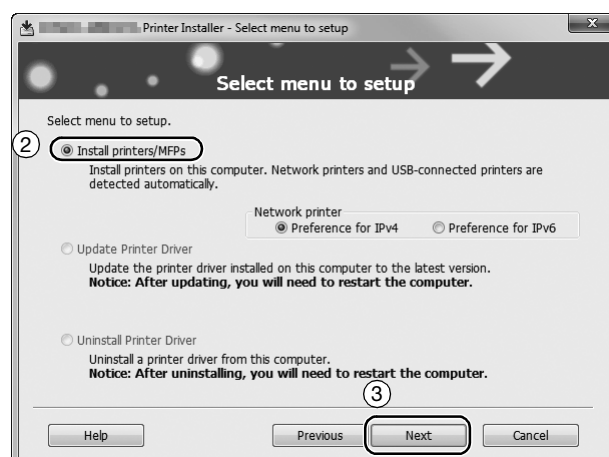 Printer Installer - Select menu to setup
x
Select menu to setup
Select menu to setup.
② Install printers/MFPs
Install printers on this computer. Network printers and USB-connected printers are
detected automatically.
Network printer
Preference for IPv4 Preference for IPv6
Update Printer Driver
Update the printer driver installed on this computer to the latest version.
Notice: After updating, you will need to restart the computer.
Uninstall Printer Driver
Uninstall a printer driver from this computer.
Notice: After uninstalling, you will need to restart the computer.
③
Help Previous Next Cancel